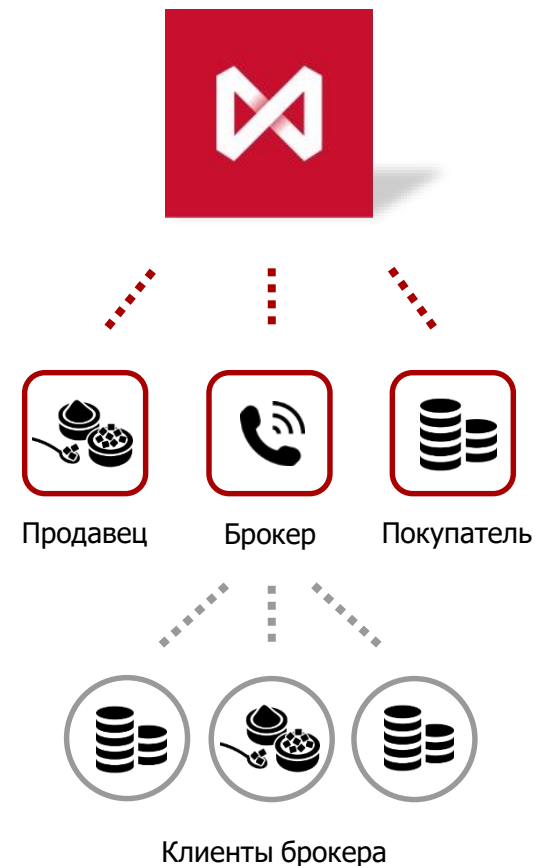 Продавец
Брокер
Покупатель
Клиенты брокера